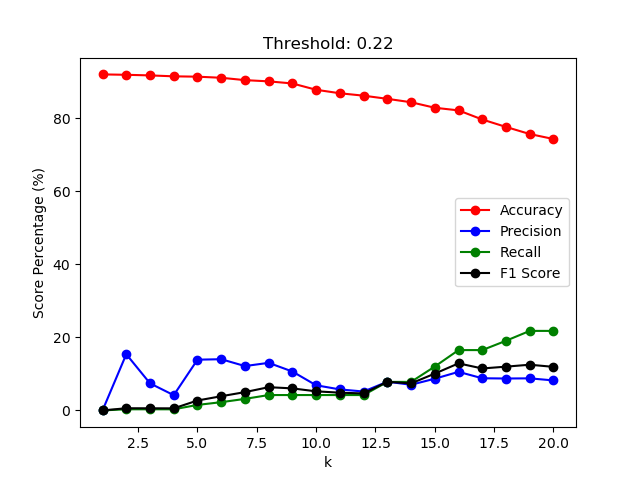 Threshold: 0.22
Score Percentage (%)
80
60
40
20
0
Accuracy
Precision
Recall
F1 Score
2.5 5.0 7.5 10.0 12.5 15.0 17.5 20.0
k